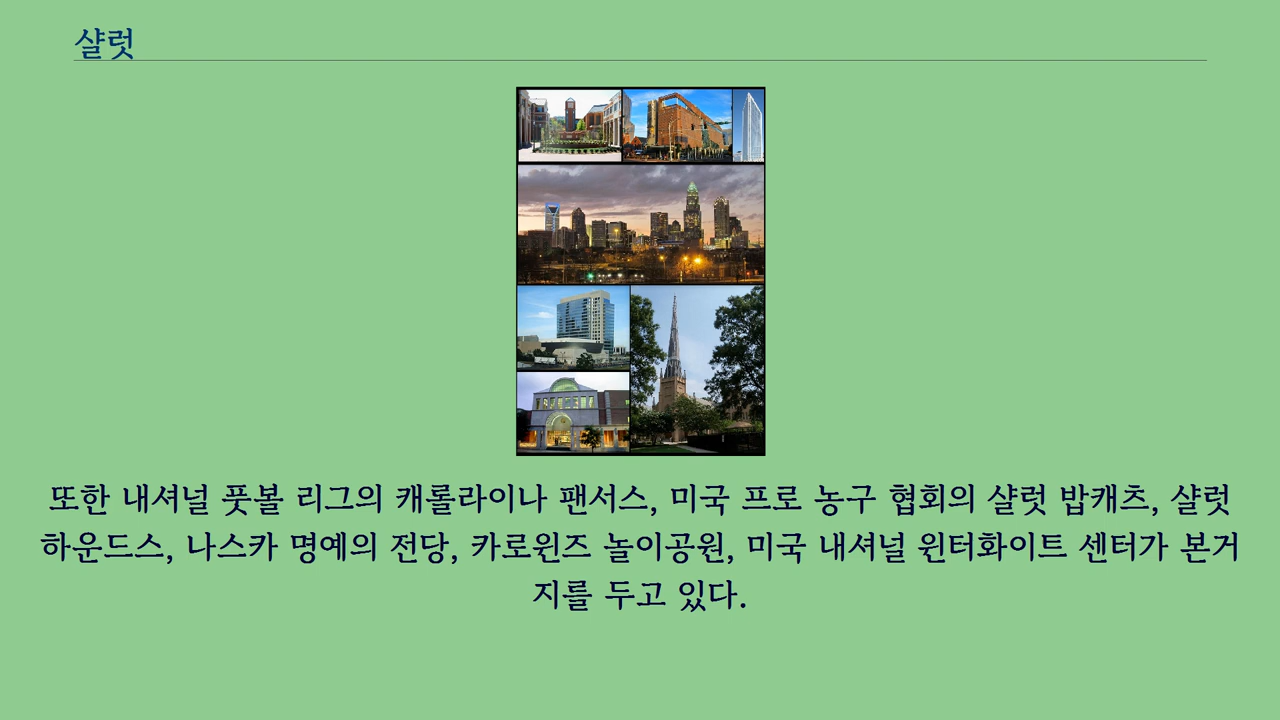 샬럿
또한 내셔널 풋볼 리그의 캐롤라이나 팬서스, 미국 프로 농구 협회의 샬럿 밥캐츠, 샬럿
하운드스, 나스카 명예의 전당, 카로윈즈 놀이공원, 미국 내셔널 윈터화이트 센터가 본거
지를 두고 있다.